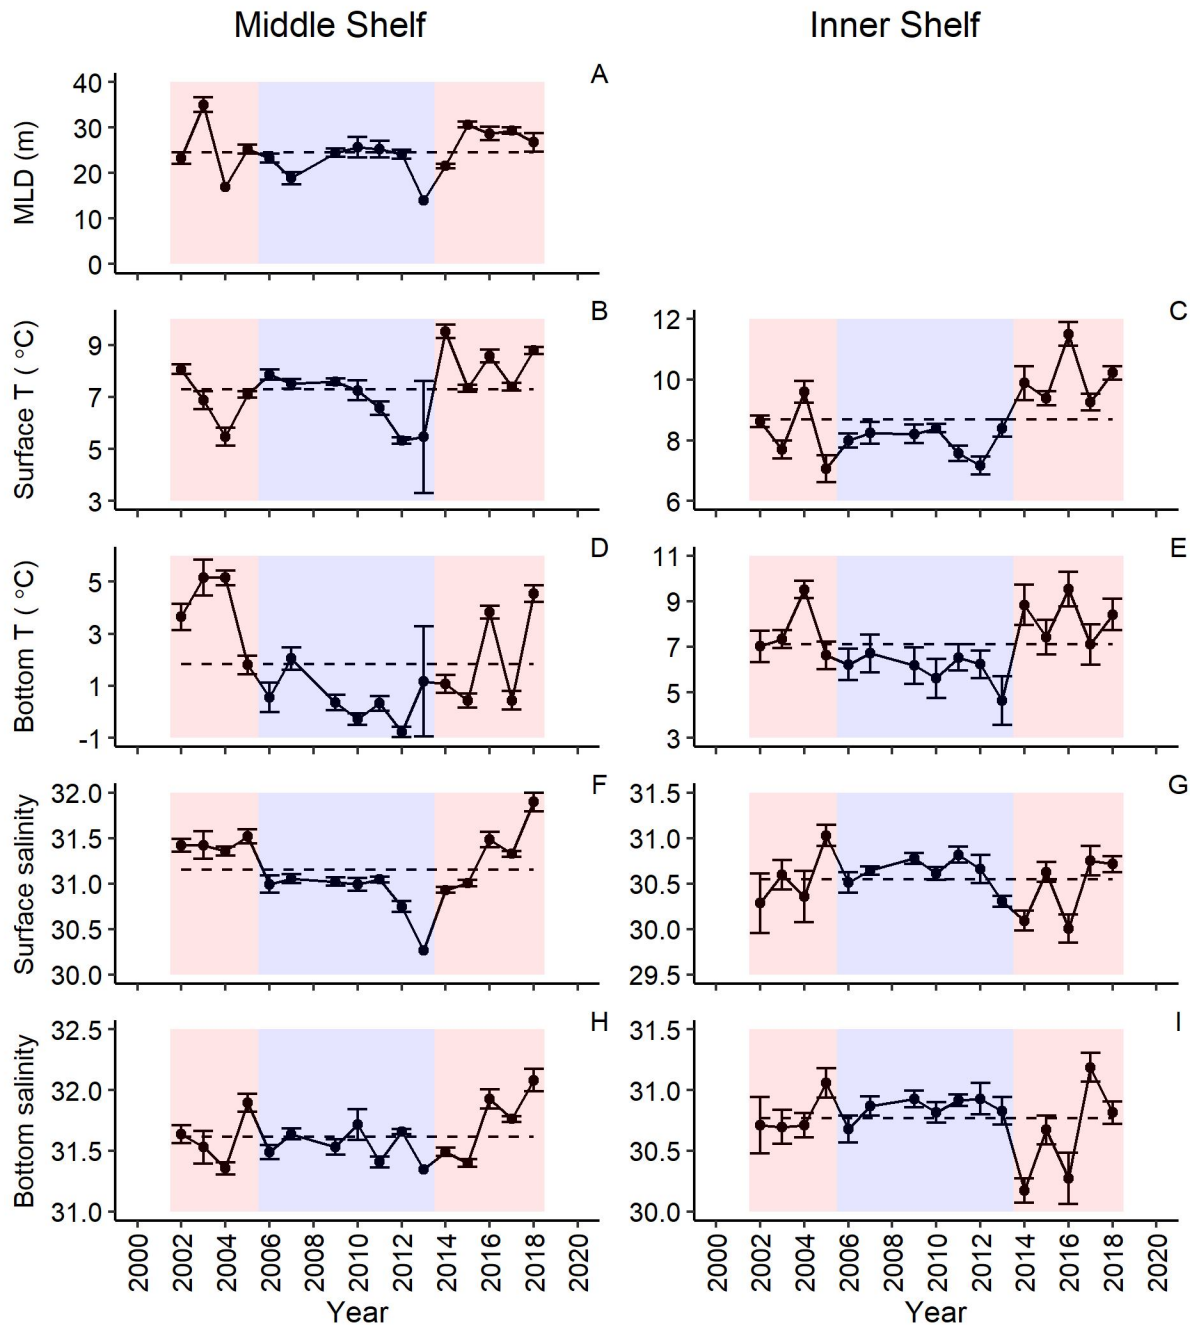 Middle Shelf
Inner Shelf
A
MLD (m)
40
30
20
10
0
B
Surface T ( °C)
9
7
5
3
C
12
10
8
6
D
Bottom T ( °C)
5
3
1
-1
E
11
9
7
5
3
F
Surface salinity
32.0
31.5
31.0
30.5
30.0
G
31.5
31.0
30.5
30.0
29.5
H
Bottom salinity
32.5
32.0
31.5
31.0
I
31.5
31.0
30.5
30.0
2000 2002 2004 2006 2008 2010 2012 2014 2016 2018 2020
Year
2000 2002 2004 2006 2008 2010 2012 2014 2016 2018 2020
Year